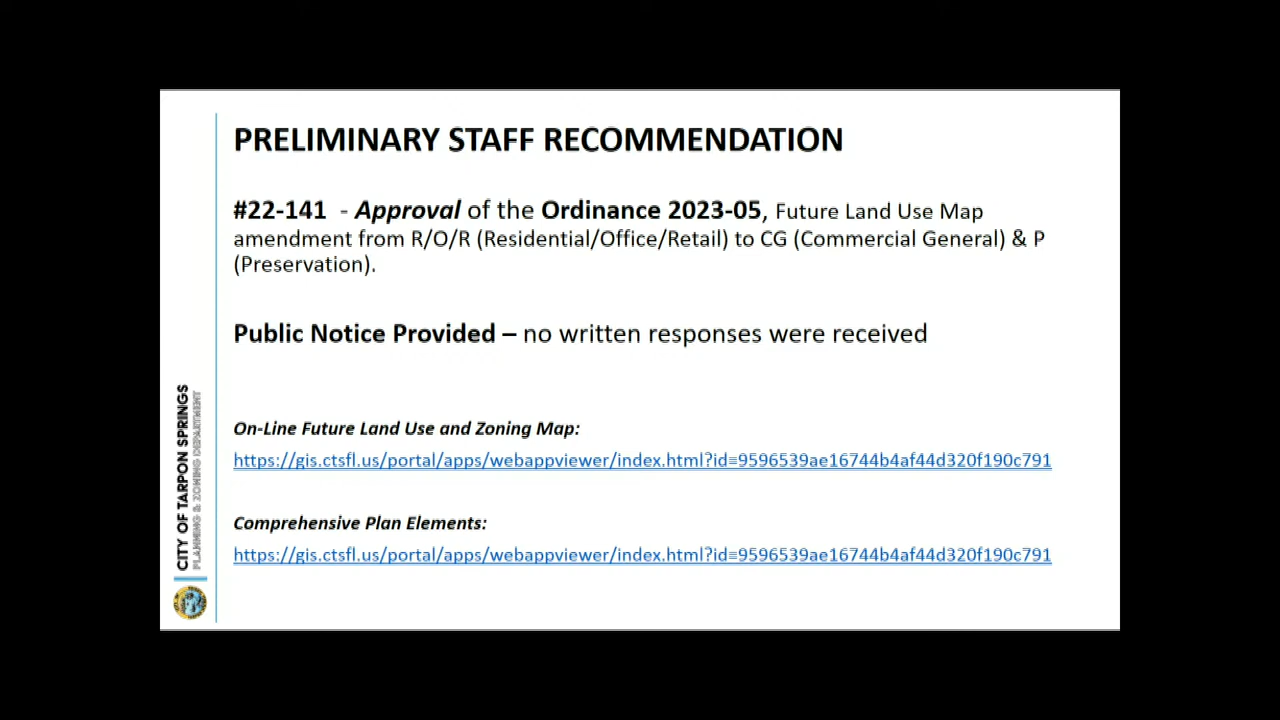 PRELIMINARY STAFF RECOMMENDATION
#22-141 - Approval of the Ordinance 2023-05, Future Land Use Map
amendment from R/O/R (Residential/Office/Retail) to CG (Commercial General) & P
(Preservation).
Public Notice Provided – no written responses were received
On-Line Future Land Use and Zoning Map:
https://gis.ctsfl.us/portal/apps/webappviewer/index.html?id=9596539ae16744b4af44d320f190c791
Comprehensive Plan Elements:
https://gis.ctsfl.us/portal/apps/webappviewer/index.html?id=9596539ae16744b4af44d320f190c791
CITY OF TARPON SPRINGS
PLANNING & ZONING DEPARTMENT